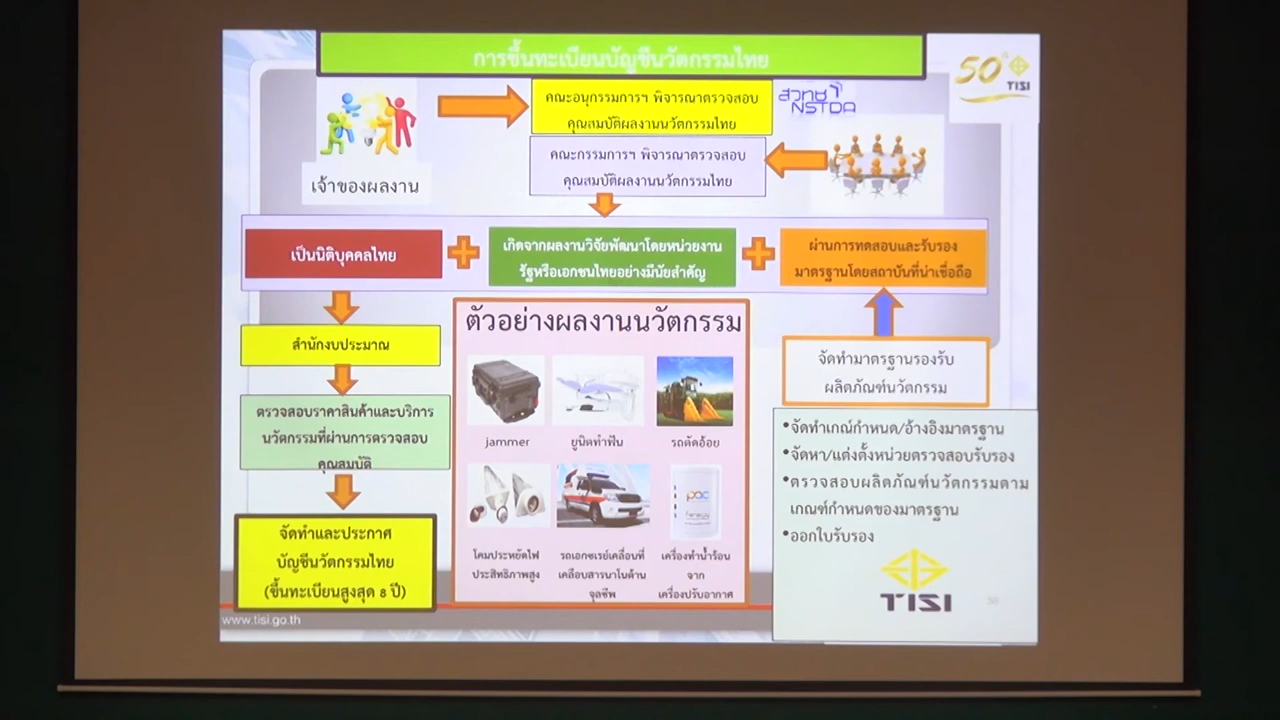 การขึ้นทะเบียนบัญชีนวัตกรรมไทย
50
TISI
คณะอนุกรรมการฯ พิจารณาตรวจสอบ
คุณสมบัติผลงานนวัตกรรมไทย
สวทช
NSTDA
คณะกรรมการฯ พิจารณาตรวจสอบ
คุณสมบัติผลงานนวัตกรรมไทย
เจ้าของผลงาน
เป็นนิติบุคคลไทย
เกิดจากผลงานวิจัยพัฒนาโดยหน่วยงาน
รัฐหรือเอกชนไทยอย่างมีนัยสำคัญ
ผ่านการทดสอบและรับรอง
มาตรฐานโดยสถาบันที่น่าเชื่อถือ
สำนักงบประมาณ
ตรวจสอบราคาสินค้าและบริการ
นวัตกรรมที่ผ่านการตรวจสอบ
คุณสมบัติ
จัดทำและประกาศ
บัญชีนวัตกรรมไทย
(ขึ้นทะเบียนสูงสุด 8 ปี)
ตัวอย่างผลงานนวัตกรรม
jammer
ยูนิตทำฟัน
รถตัดอ้อย
pac
โคมประหยัดไฟ
ประสิทธิภาพสูง
รถเอกซเรย์เคลื่อนที่
เคลือบสารนาโนต้าน
จุลชีพ
เครื่องทำน้ำร้อน
จาก
เครื่องปรับอากาศ
จัดทำมาตรฐานรองรับ
ผลิตภัณฑ์นวัตกรรม
•จัดทำเกณ์กำหนด/อ้างอิงมาตรฐาน
•จัดหา/แต่งตั้งหน่วยตรวจสอบรับรอง
•ตรวจสอบผลิตภัณฑ์นวัตกรรมตาม
เกณฑ์กำหนดของมาตรฐาน
•ออกใบรับรอง
TISI
www.tisi.go.th